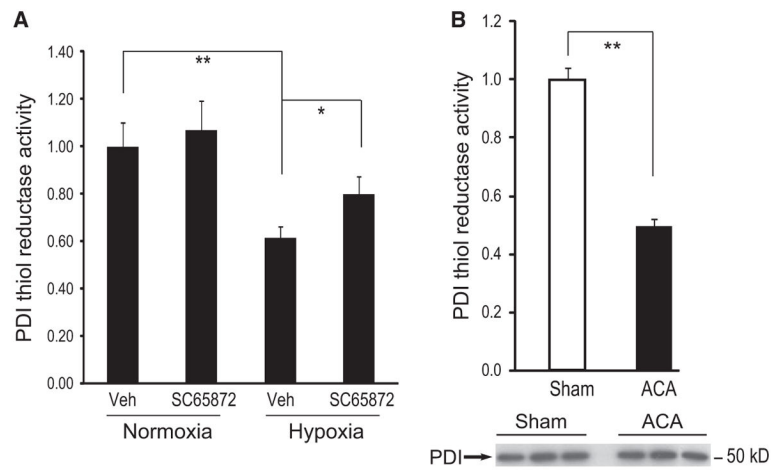 A
PDI thiol reductase activity
1.40
1.20
1.00
0.80
0.60
0.40
0.20
0.00
**
*
Veh SC65872 Veh SC65872
Normoxia Hypoxia
B
PDI thiol reductase activity
1.2
1.0
0.8
0.6
0.4
0.2
0.0
**
Sham ACA
Sham ACA
PDI – 50 kD